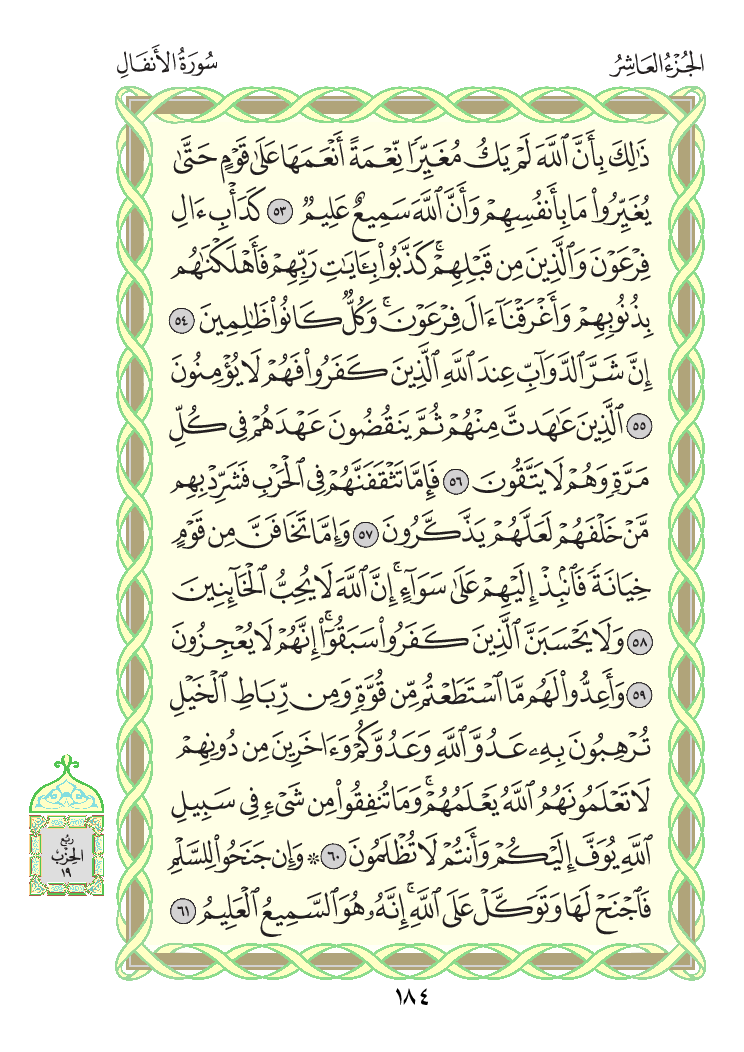 الجُزْءُ العَاشِرُ
سُورَةُ الأَنفَالِ
ذَٰلِكَ بِأَنَّ ٱللَّهَ لَمْ يَكُ مُغَيِّرًا نِّعْمَةً أَنْعَمَهَا عَلَىٰ قَوْمٍ حَتَّىٰ
يُغَيِّرُوا۟ مَا بِأَنفُسِهِمْ وَأَنَّ ٱللَّهَ سَمِيعٌ عَلِيمٌ ٥٣ كَدَأْبِ ءَالِ
فِرْعَوْنَ وَٱلَّذِينَ مِن قَبْلِهِمْ ۚ كَذَّبُوا۟ بِـَٔايَـٰتِ رَبِّهِمْ فَأَهْلَكْنَـٰهُم
بِذُنُوبِهِمْ وَأَغْرَقْنَآ ءَالَ فِرْعَوْنَ ۚ وَكُلٌّ كَانُوا۟ ظَـٰلِمِينَ ٥٤
إِنَّ شَرَّ ٱلدَّوَآبِّ عِندَ ٱللَّهِ ٱلَّذِينَ كَفَرُوا۟ فَهُمْ لَا يُؤْمِنُونَ
٥٥ ٱلَّذِينَ عَـٰهَدتَّ مِنْهُمْ ثُمَّ يَنقُضُونَ عَهْدَهُمْ فِى كُلِّ
مَرَّةٍ وَهُمْ لَا يَتَّقُونَ ٥٦ فَإِمَّا تَثْقَفَنَّهُمْ فِى ٱلْحَرْبِ فَشَرِّدْ بِهِم
مَّنْ خَلْفَهُمْ لَعَلَّهُمْ يَذَّكَّرُونَ ٥٧ وَإِمَّا تَخَافَنَّ مِن قَوْمٍ
خِيَانَةً فَٱنۢبِذْ إِلَيْهِمْ عَلَىٰ سَوَآءٍ ۚ إِنَّ ٱللَّهَ لَا يُحِبُّ ٱلْخَآئِنِينَ
٥٨ وَلَا يَحْسَبَنَّ ٱلَّذِينَ كَفَرُوا۟ سَبَقُوٓا۟ ۚ إِنَّهُمْ لَا يُعْجِزُونَ
٥٩ وَأَعِدُّوا۟ لَهُم مَّا ٱسْتَطَعْتُم مِّن قُوَّةٍ وَمِن رِّبَاطِ ٱلْخَيْلِ
تُرْهِبُونَ بِهِۦ عَدُوَّ ٱللَّهِ وَعَدُوَّكُمْ وَءَاخَرِينَ مِن دُونِهِمْ
لَا تَعْلَمُونَهُمُ ٱللَّهُ يَعْلَمُهُمْ ۚ وَمَا تُنفِقُوا۟ مِن شَىْءٍ فِى سَبِيلِ
ٱللَّهِ يُوَفَّ إِلَيْكُمْ وَأَنتُمْ لَا تُظْلَمُونَ ٦٠ ۞ وَإِن جَنَحُوا۟ لِلسَّلْمِ
فَٱجْنَحْ لَهَا وَتَوَكَّلْ عَلَى ٱللَّهِ ۚ إِنَّهُۥ هُوَ ٱلسَّمِيعُ ٱلْعَلِيمُ ٦١
رُبْع
الحِزْبِ
١٩
١٨٤